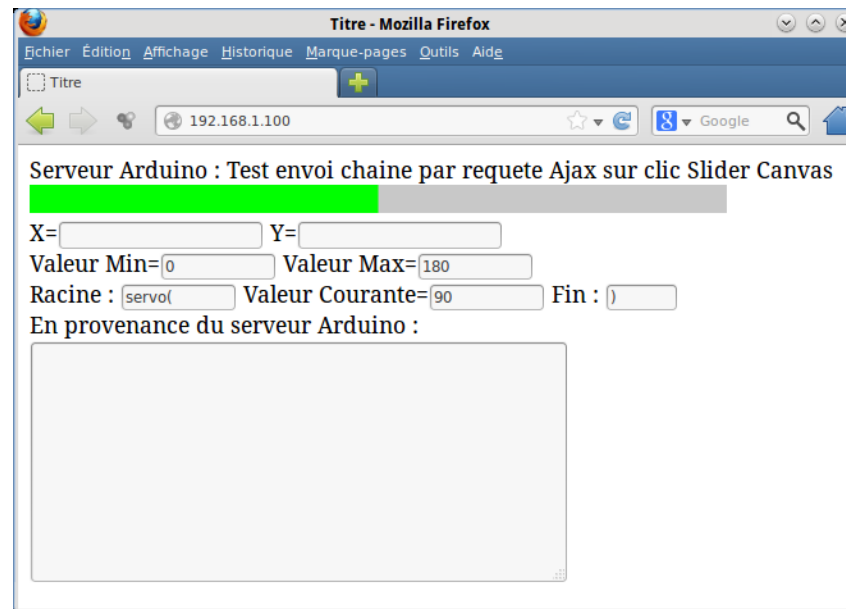 Titre - Mozilla Firefox
Fichier Édition Affichage Historique Marque-pages Outils Aide
Titre
192.168.1.100 8 Google
Serveur Arduino : Test envoi chaine par requete Ajax sur clic Slider Canvas
X= Y=
Valeur Min=0 Valeur Max=180
Racine : servo( Valeur Courante=90 Fin : )
En provenance du serveur Arduino :